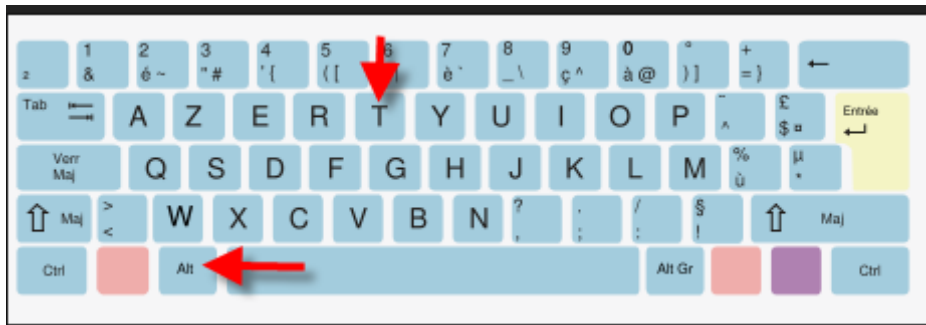 ² 1 & 2 é ~ 3 " # 4 ' { 5 ( [ 6 7 è ` 8 _ \ 9 ç ^ 0 à @ ° ) ] + = } ←
Tab A Z E R T Y U I O P ¨ ^ £ $ ¤ Entrée
Verr Maj Q S D F G H J K L M % ù µ *
⇧ Maj > < W X C V B N ? , . ; / : § ! ⇧ Maj
Ctrl Alt Alt Gr Ctrl